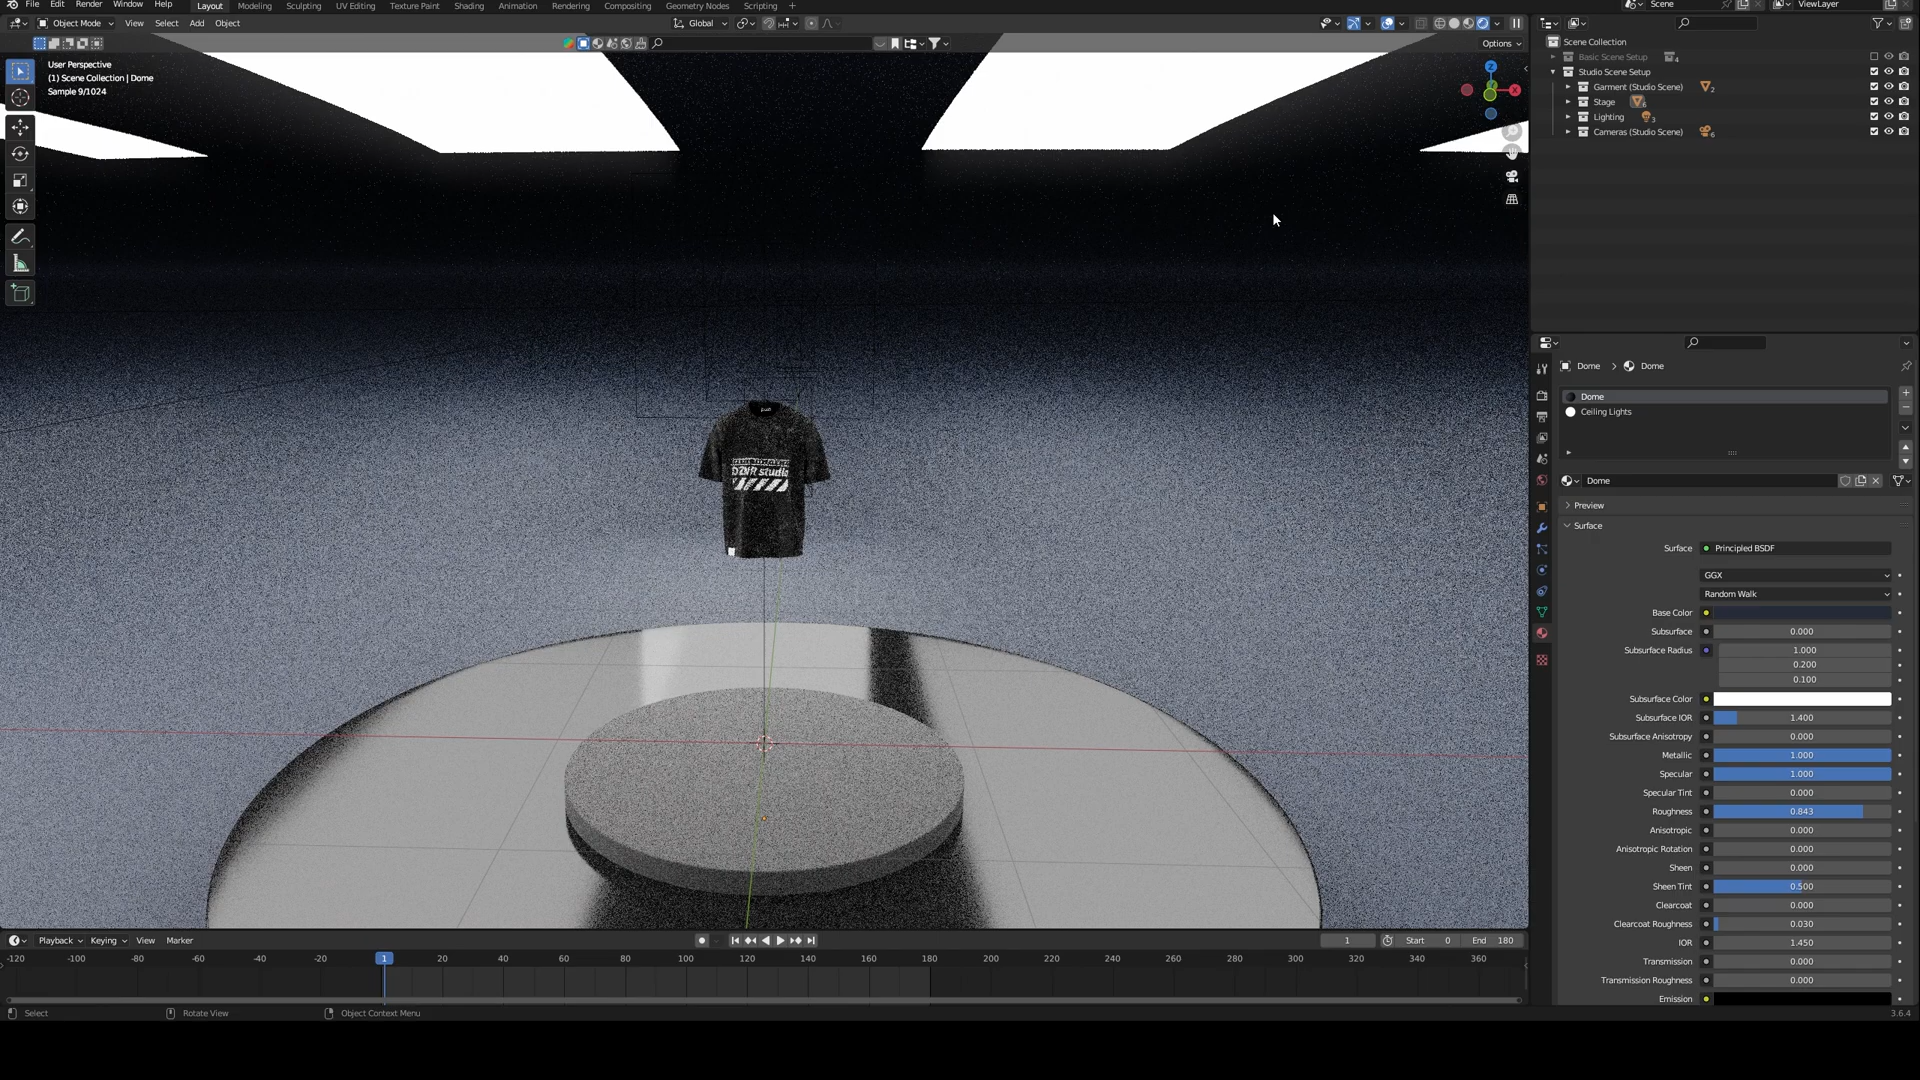 File Edit Render Window Help Layout Modeling Sculpting UV Editing Texture Paint Shading Animation Rendering Compositing Geometry Nodes Scripting + Scene ViewLayer
Object Mode View Select Add Object Global
Options
User Perspective
(1) Scene Collection | Dome
Sample 9/1024
Z
X
DZNR studio
Scene Collection
Basic Scene Setup 4
Studio Scene Setup
Garment (Studio Scene) 2
Stage 6
Lighting 3
Cameras (Studio Scene) 6
Dome > Dome
Dome
Ceiling Lights
Dome
Preview
Surface
Surface Principled BSDF
GGX
Random Walk
Base Color
Subsurface 0.000
Subsurface Radius 1.000
0.200
0.100
Subsurface Color
Subsurface IOR 1.400
Subsurface Anisotropy 0.000
Metallic 1.000
Specular 1.000
Specular Tint 0.000
Roughness 0.843
Anisotropic 0.000
Anisotropic Rotation 0.000
Sheen 0.000
Sheen Tint 0.500
Clearcoat 0.000
Clearcoat Roughness 0.030
IOR 1.450
Transmission 0.000
Transmission Roughness 0.000
Emission
Playback Keying View Marker 1 Start 0 End 180
-120 -100 -80 -60 -40 -20 1 20 40 60 80 100 120 140 160 180 200 220 240 260 280 300 320 340 360
Select Rotate View Object Context Menu 3.6.4